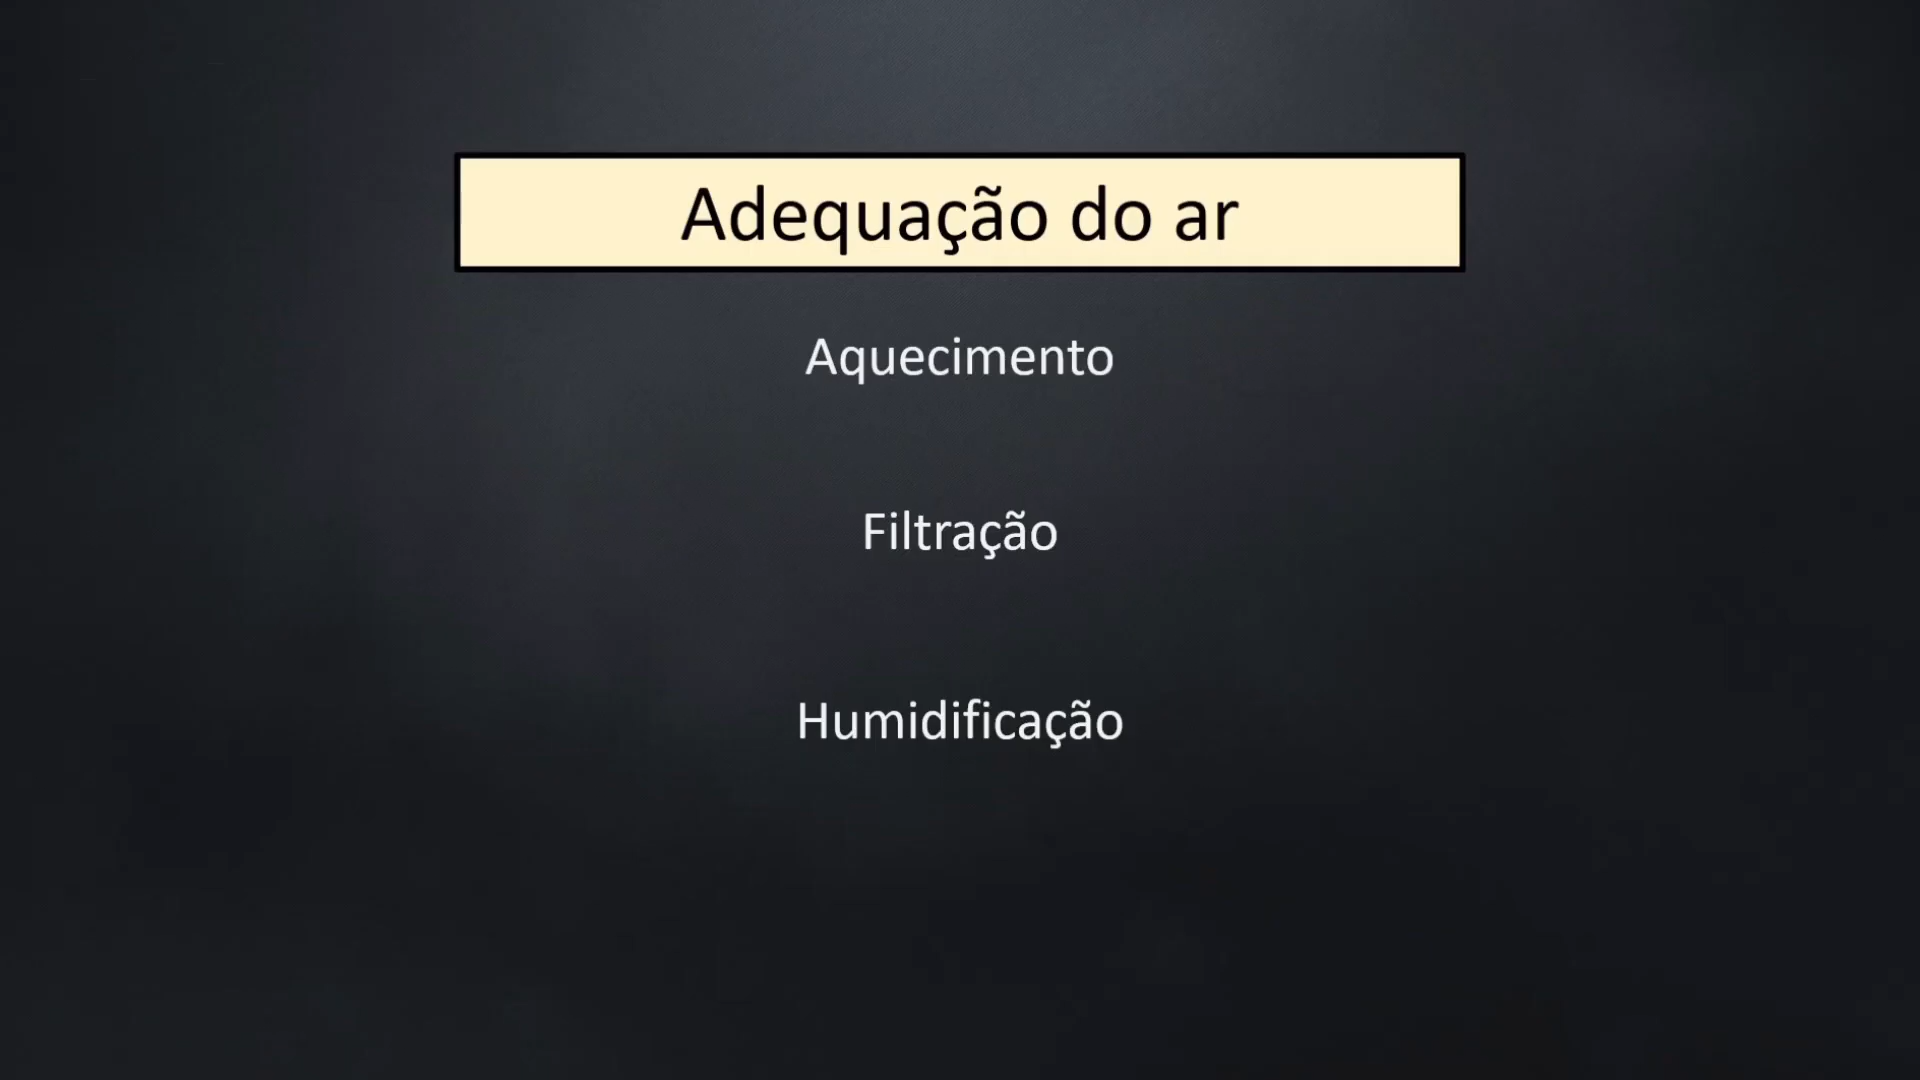 Adequação do ar
Aquecimento
Filtração
Humidificação